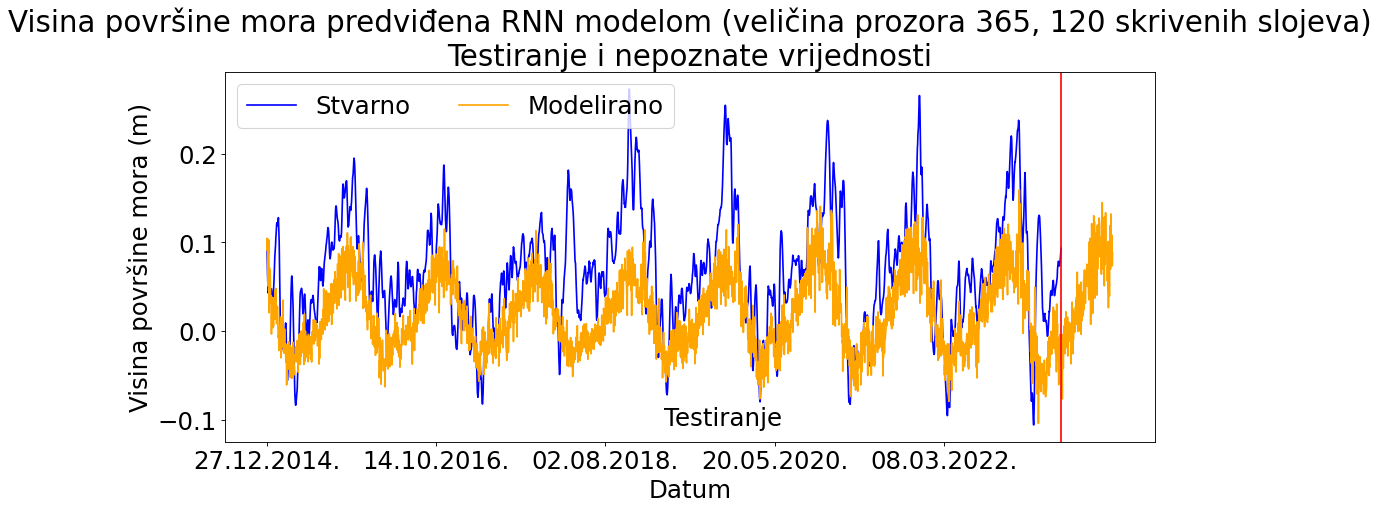 Visina površine mora predviđena RNN modelom (veličina prozora 365, 120 skrivenih slojeva)
Testiranje i nepoznate vrijednosti
Stvarno
Modelirano
Visina površine mora (m)
0.2
0.1
0.0
−0.1
Testiranje
27.12.2014.
14.10.2016.
02.08.2018.
20.05.2020.
08.03.2022.
Datum